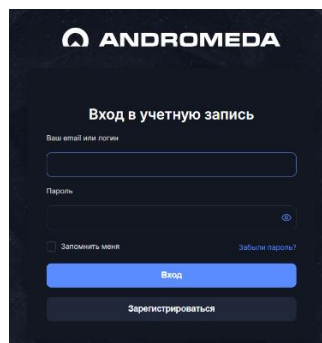 ANDROMEDA
Вход в учетную запись
Ваш email или логин
Пароль
Запомнить меня
Забыли пароль?
Вход
Зарегистрироваться